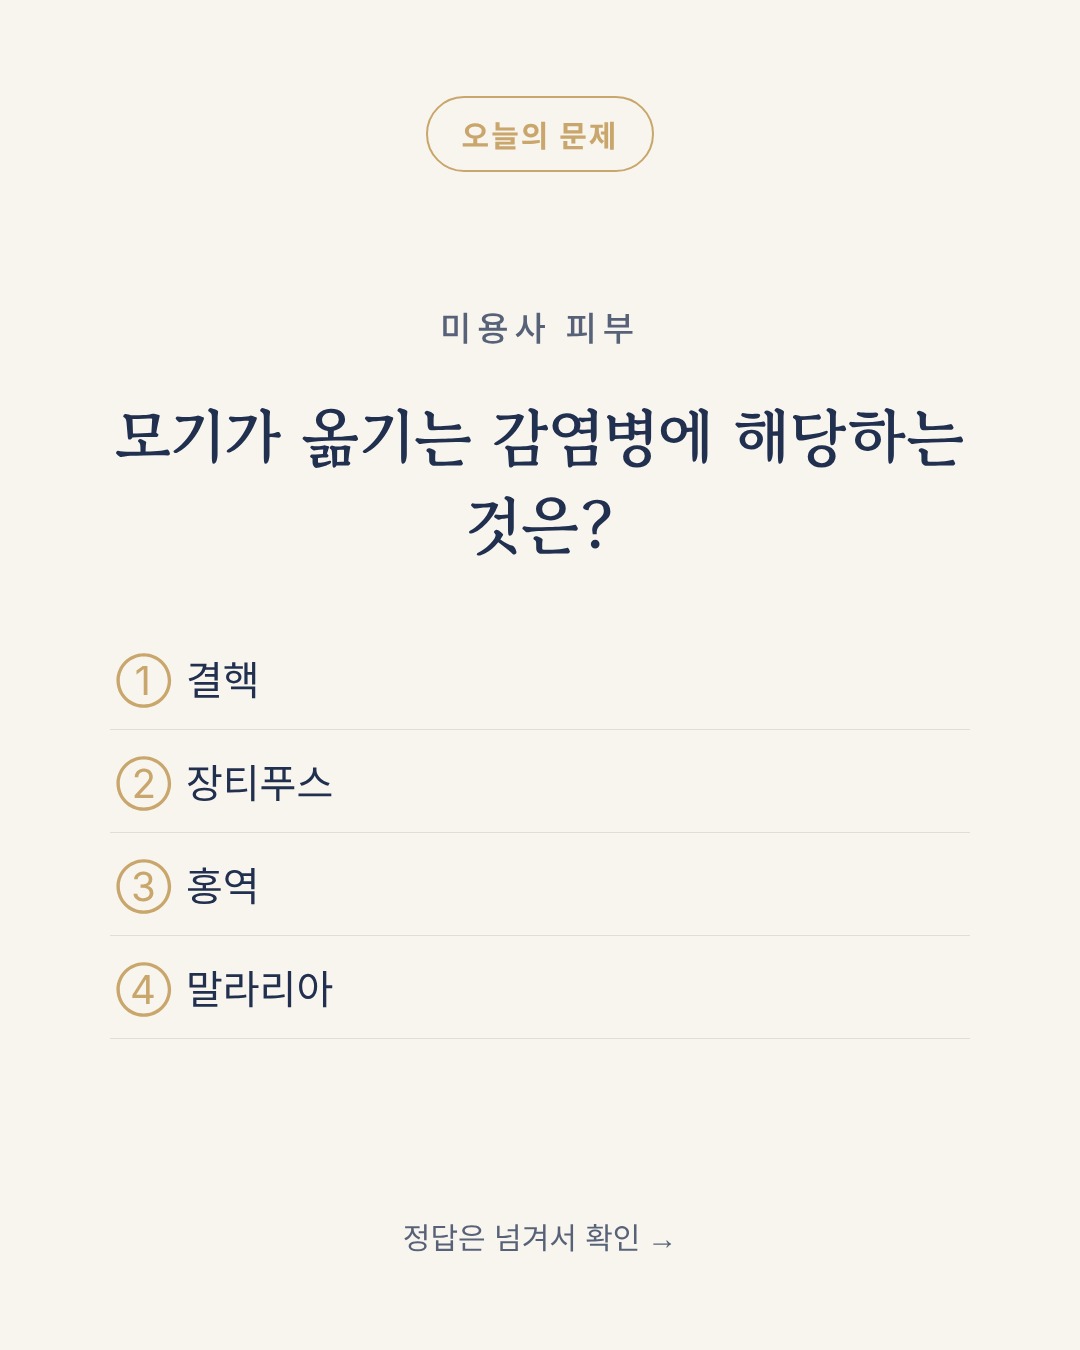 오늘의 문제
미용사 피부
모기가 옮기는 감염병에 해당하는
것은?
① 결핵
② 장티푸스
③ 홍역
④ 말라리아
정답은 넘겨서 확인 →